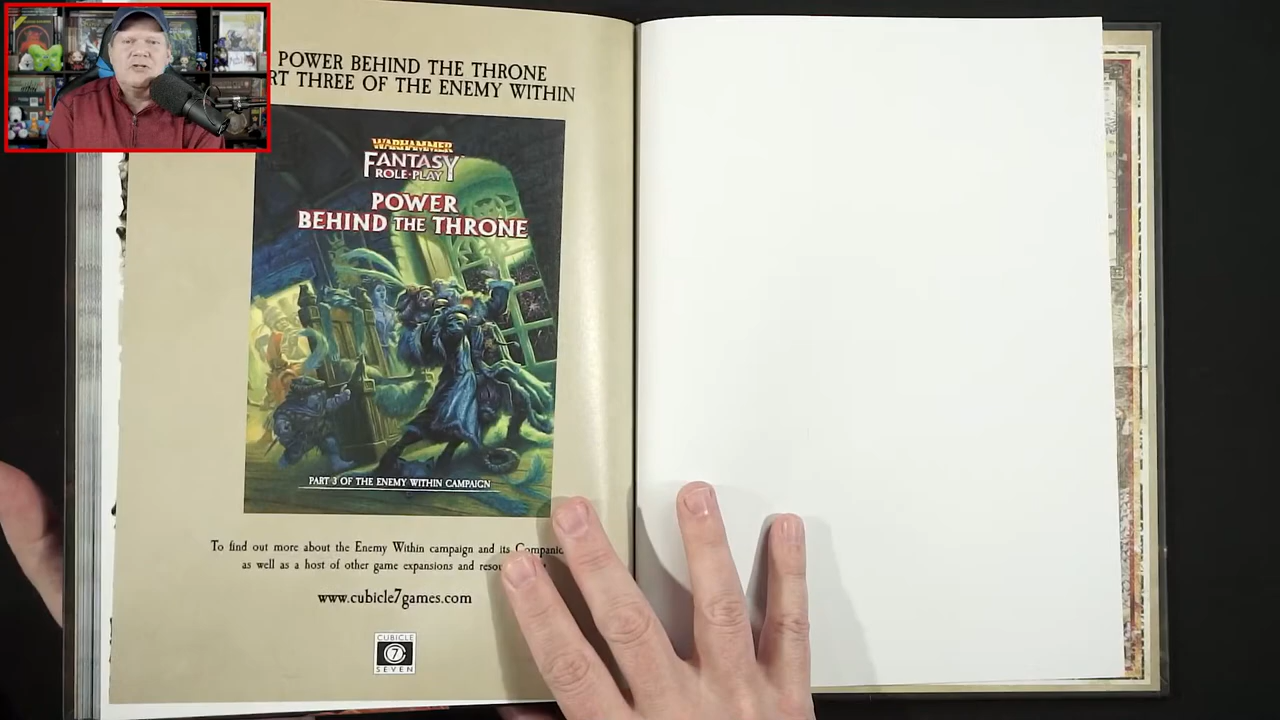 POWER BEHIND THE THRONE
RT THREE OF THE ENEMY WITHIN
WARHAMMER
FANTASY
ROLE-PLAY
POWER
BEHIND THE THRONE
PART 3 OF THE ENEMY WITHIN CAMPAIGN
To find out more about the Enemy Within campaign and its Companio
as well as a host of other game expansions and resou
www.cubicle7games.com
CUBICLE
7
SEVEN